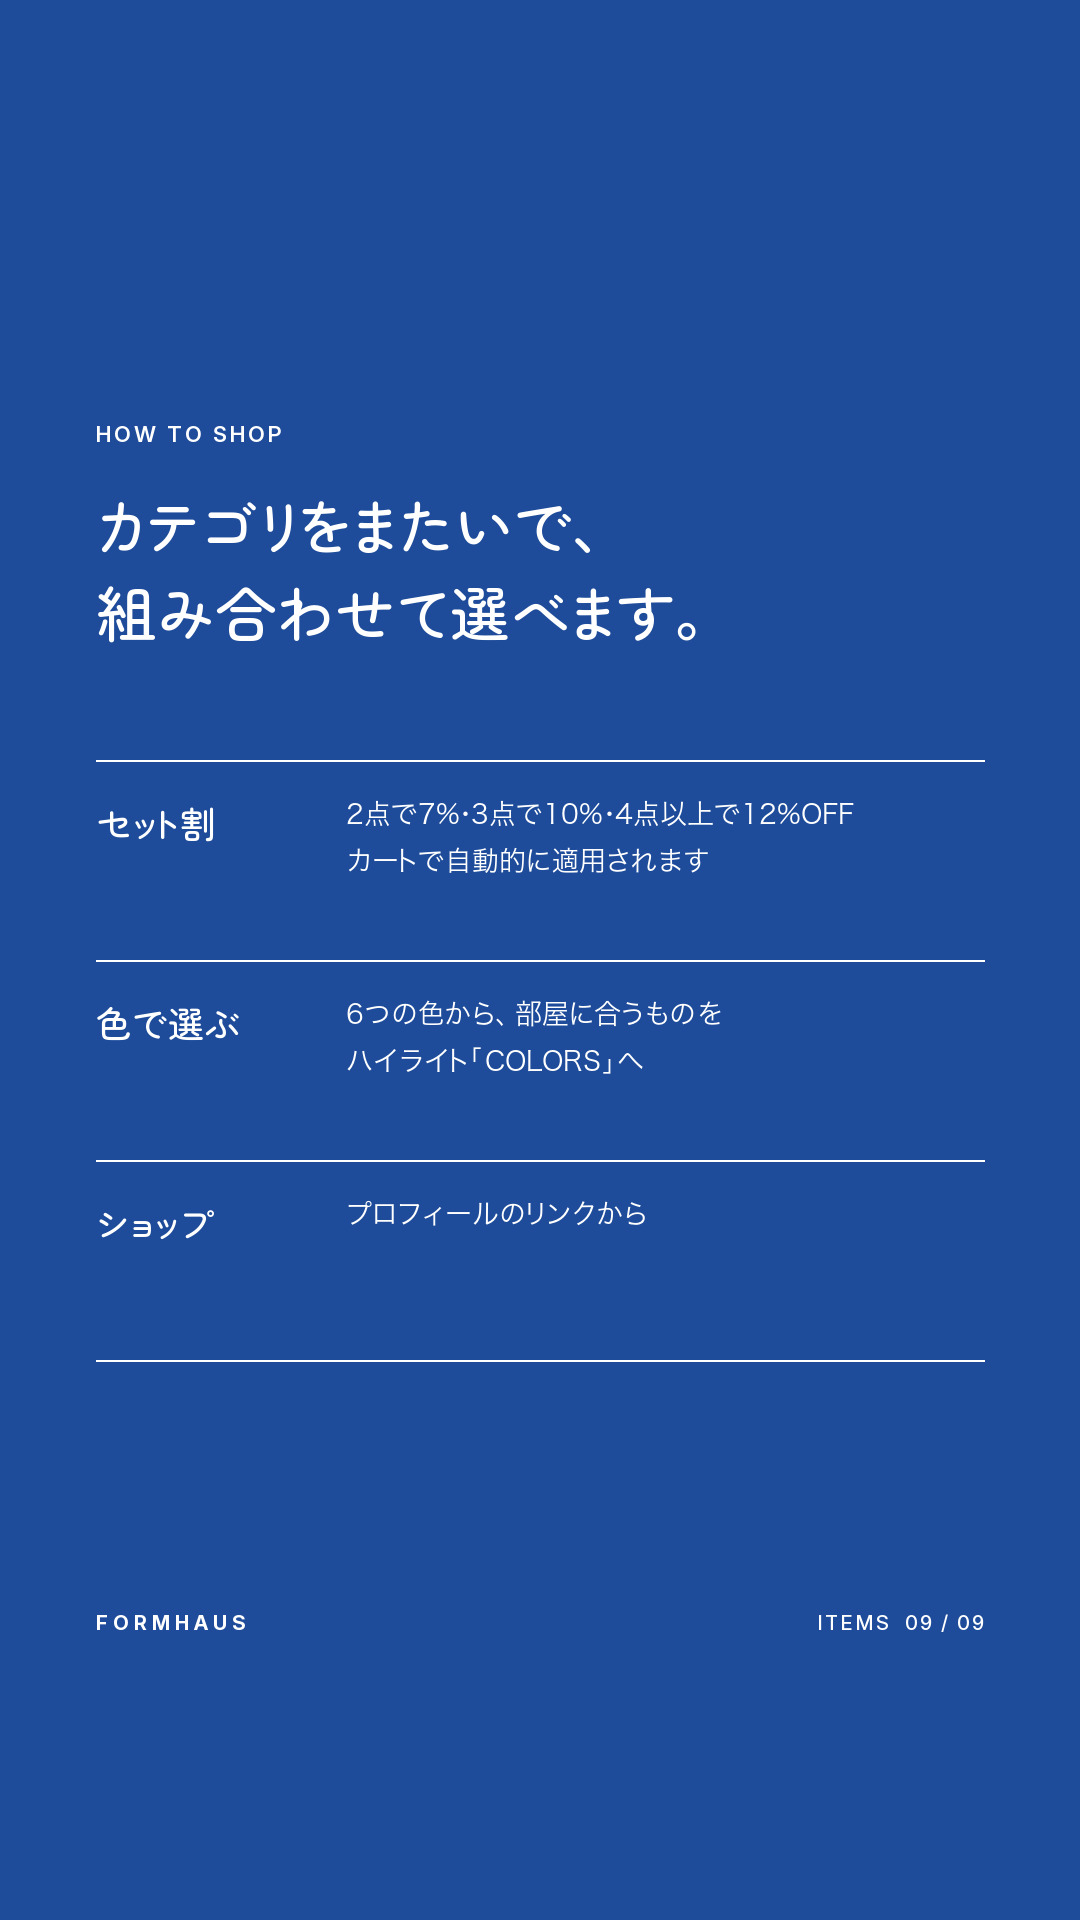 HOW TO SHOP
カテゴリをまたいで、
組み合わせて選べます。
セット割
2点で7%・3点で10%・4点以上で12%OFF
カートで自動的に適用されます
色で選ぶ
6つの色から、部屋に合うものを
ハイライト「COLORS」へ
ショップ
プロフィールのリンクから
FORMHAUS
ITEMS 09 / 09